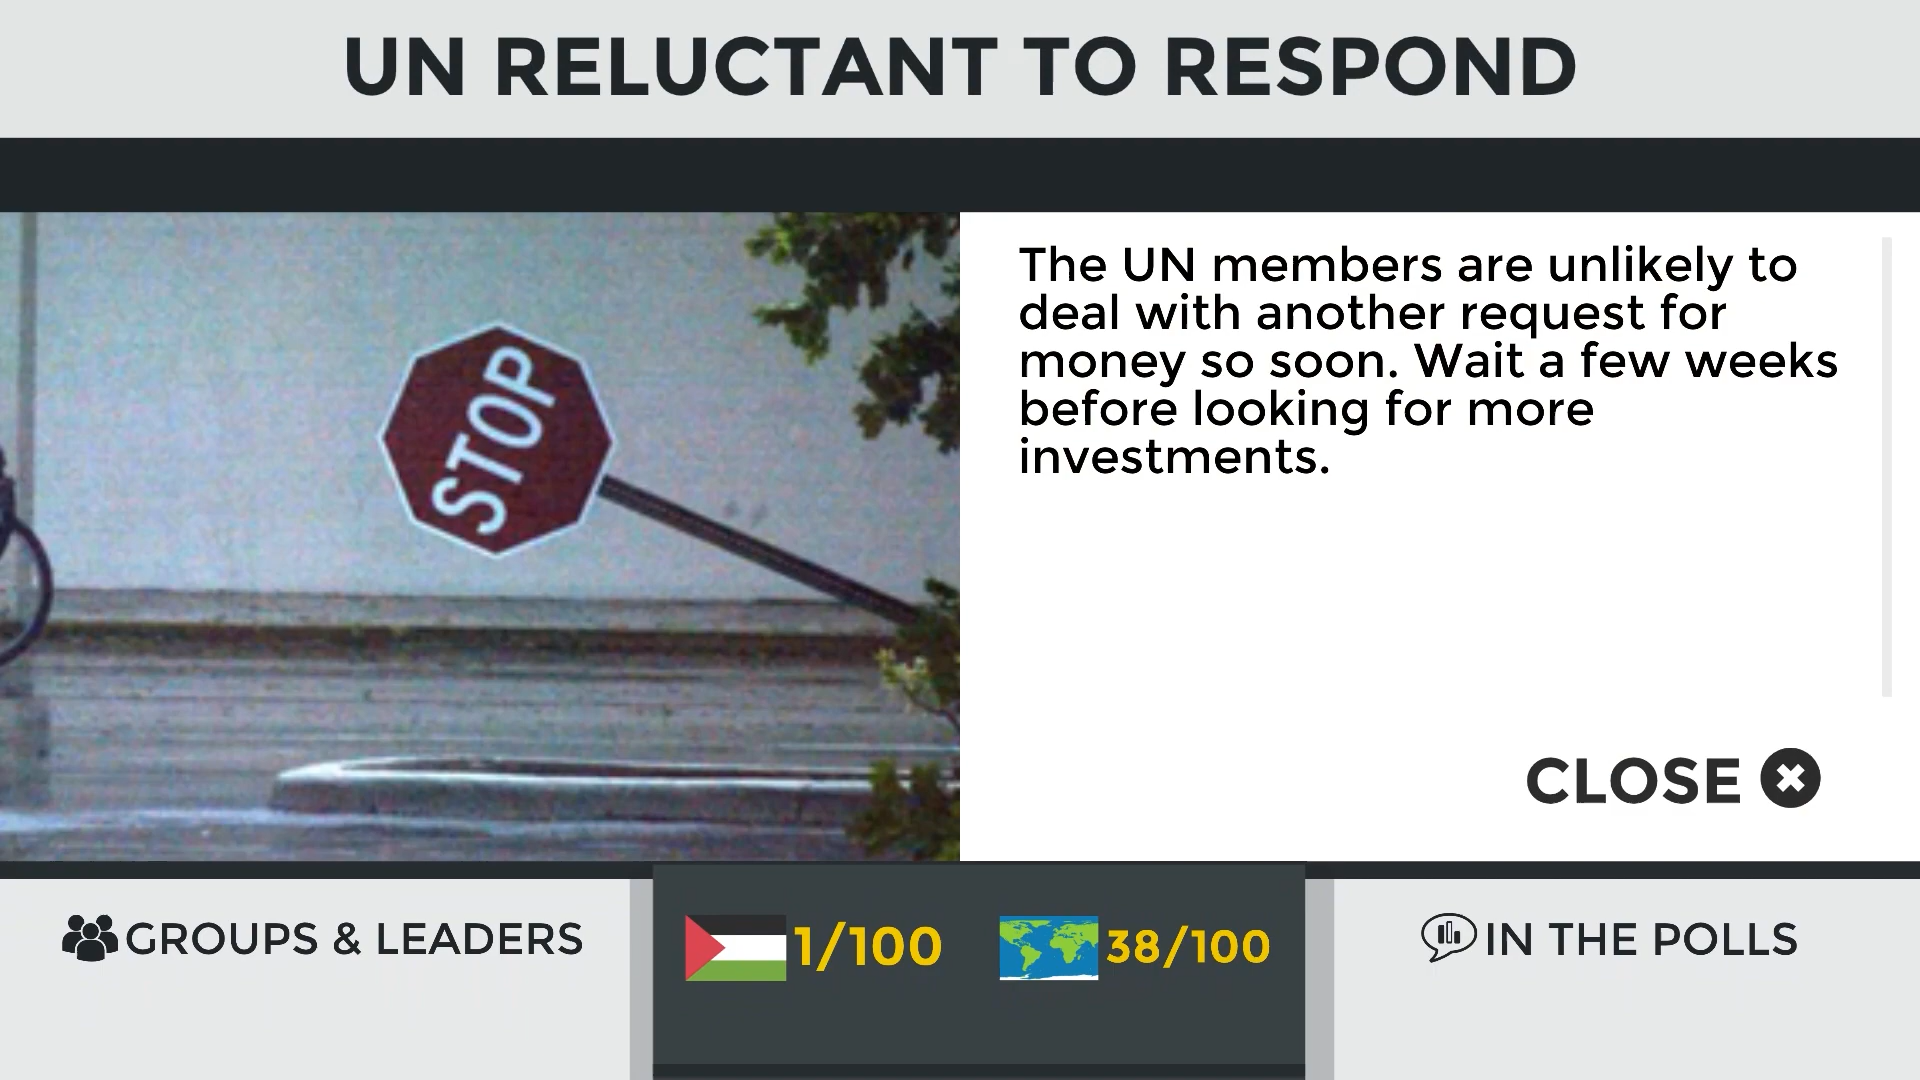 UN RELUCTANT TO RESPOND
STOP
The UN members are unlikely to
deal with another request for
money so soon. Wait a few weeks
before looking for more
investments.
CLOSE
GROUPS & LEADERS
1/100
38/100
IN THE POLLS